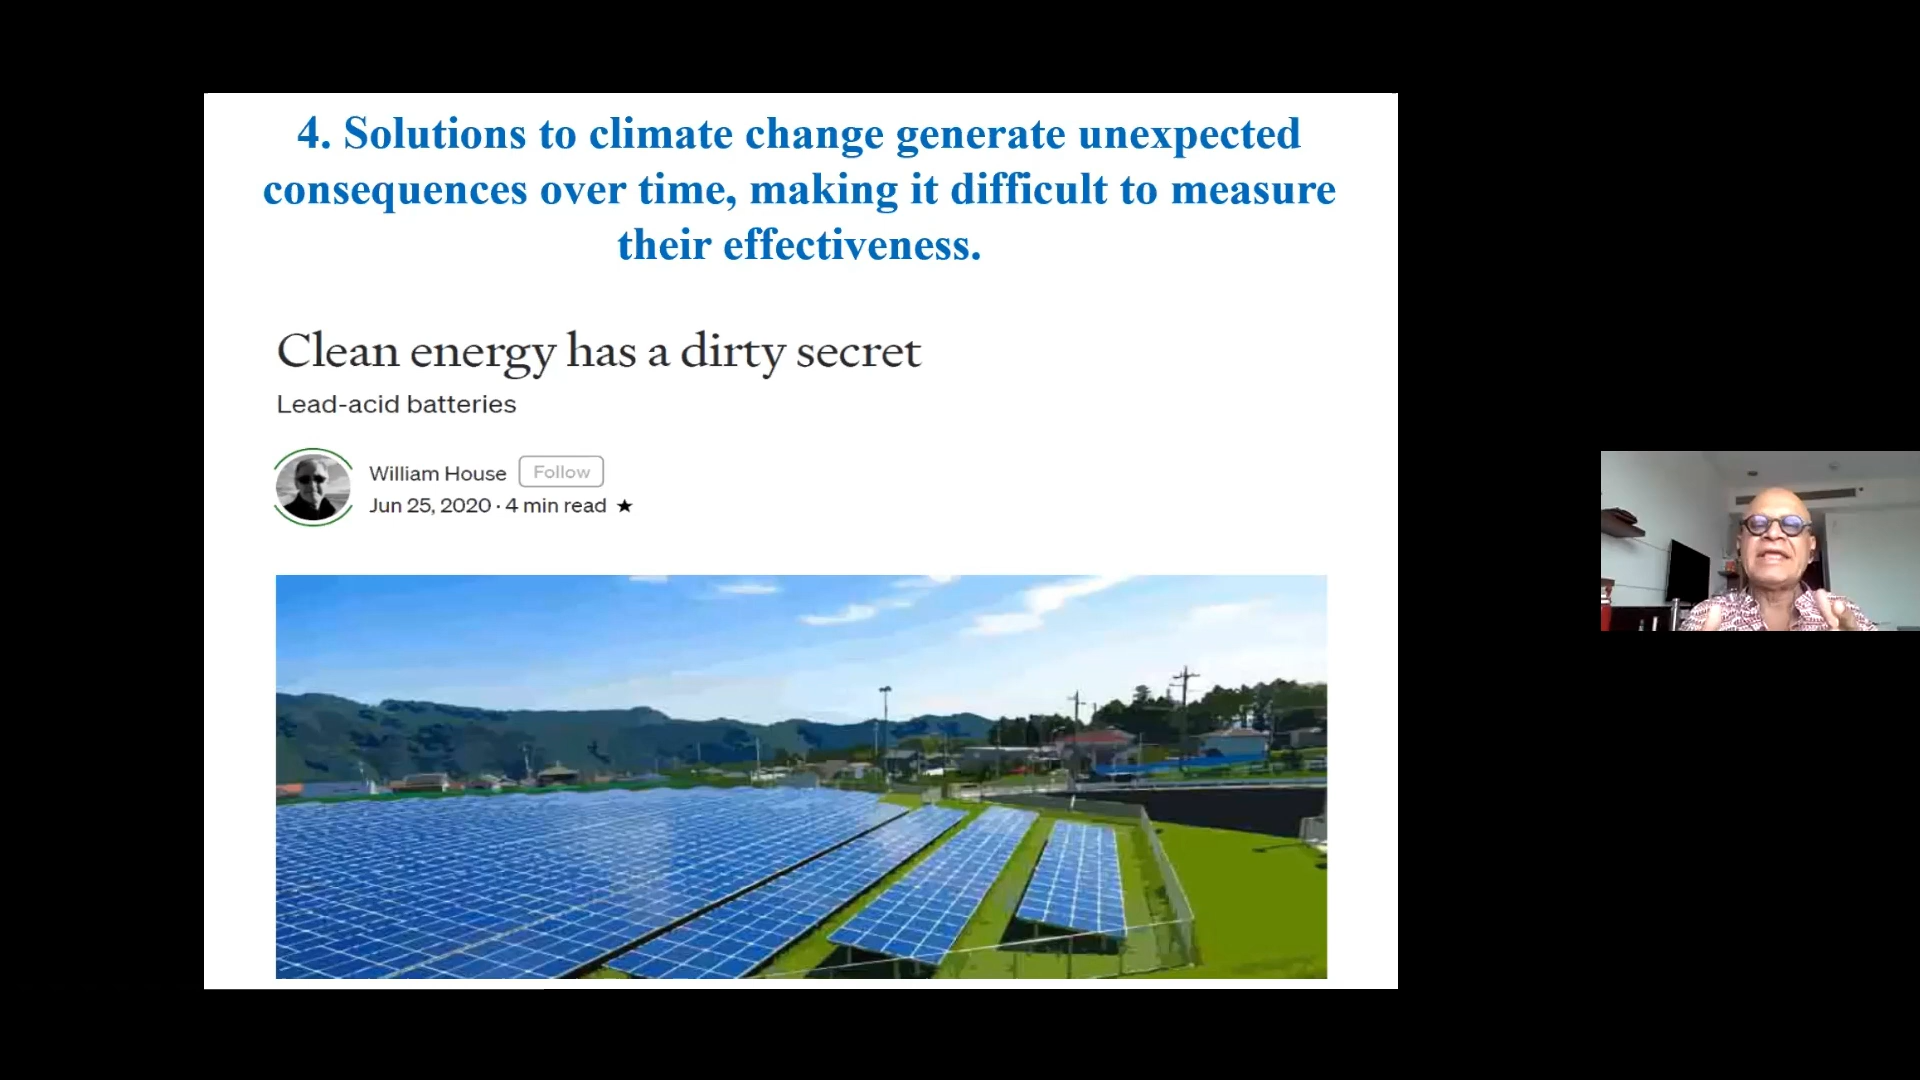 4. Solutions to climate change generate unexpected
consequences over time, making it difficult to measure
their effectiveness.
Clean energy has a dirty secret
Lead-acid batteries
William House Follow
Jun 25, 2020 · 4 min read ★